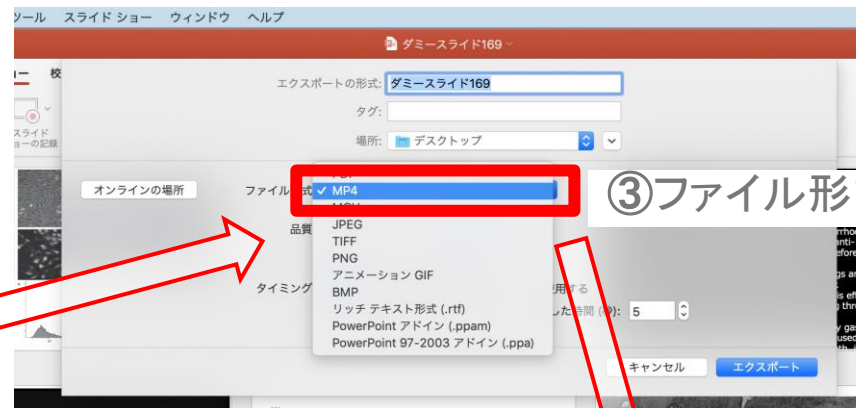 ツール スライド ショー ウィンドウ ヘルプ
ダミースライド169
校
スライド
ショーの記録
エクスポートの形式: ダミースライド169
タグ:
場所: デスクトップ
オンラインの場所
MP4
③ファイル形
品質
JPEG
TIFF
PNG
アニメーション GIF
タイミング
BMP
リッチ テキスト形式 (.rtf)
5
PowerPoint アドイン (.ppam)
PowerPoint 97-2003 アドイン (.ppa)
キャンセル エクスポート